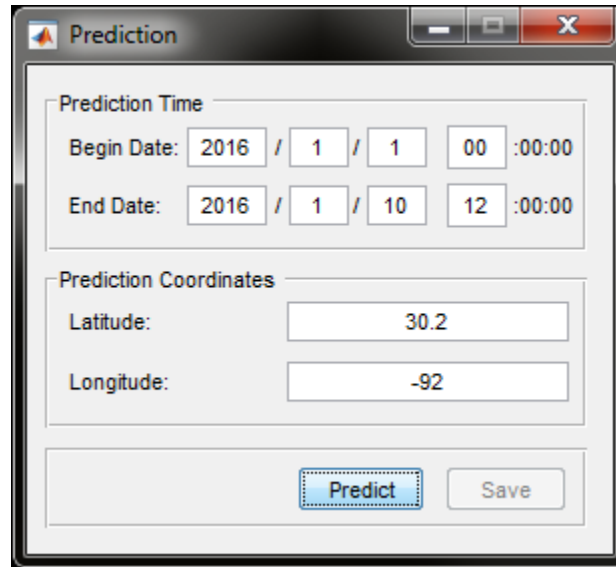 Prediction
Prediction Time
Begin Date: 2016 / 1 / 1 00 :00:00
End Date: 2016 / 1 / 10 12 :00:00
Prediction Coordinates
Latitude: 30.2
Longitude: -92
Predict Save